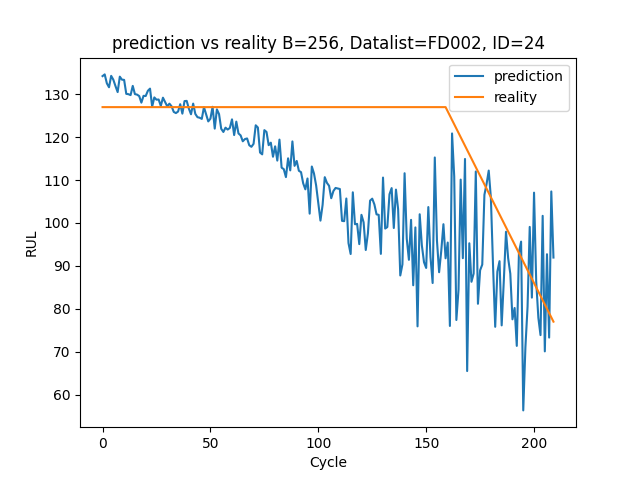 prediction vs reality B=256, Datalist=FD002, ID=24
prediction
reality
RUL
130
120
110
100
90
80
70
60
0 50 100 150 200
Cycle